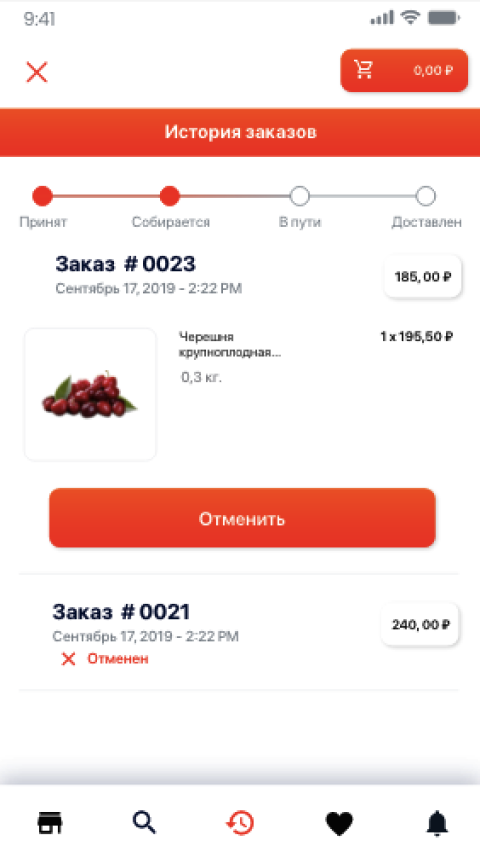 9:41
0,00 ₽
История заказов
Принят Собирается В пути Доставлен
Заказ # 0023
185, 00 ₽
Сентябрь 17, 2019 - 2:22 PM
Черешня
крупноплодная...
1 x 195,50 ₽
0,3 кг.
Отменить
Заказ # 0021
240, 00 ₽
Сентябрь 17, 2019 - 2:22 PM
Отменен